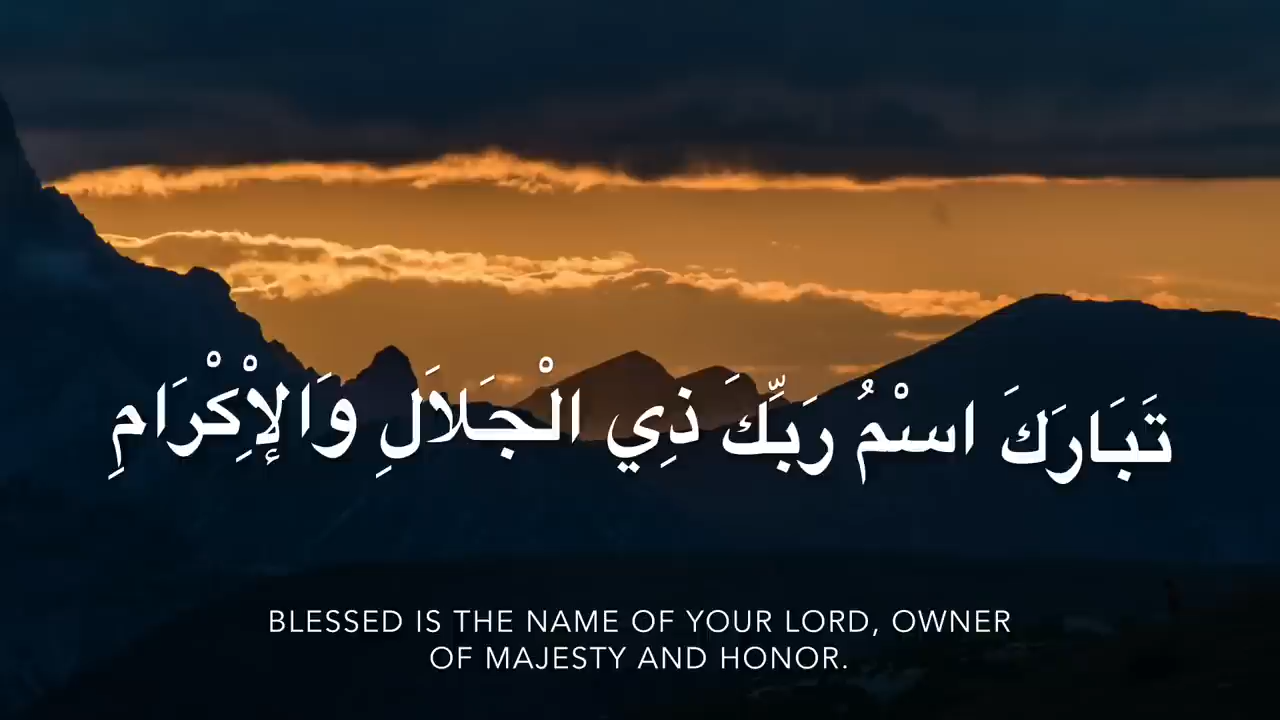 تَبَارَكَ اسْمُ رَبِّكَ ذِي الْجَلَالِ وَالْإِكْرَامِ
BLESSED IS THE NAME OF YOUR LORD, OWNER
OF MAJESTY AND HONOR.